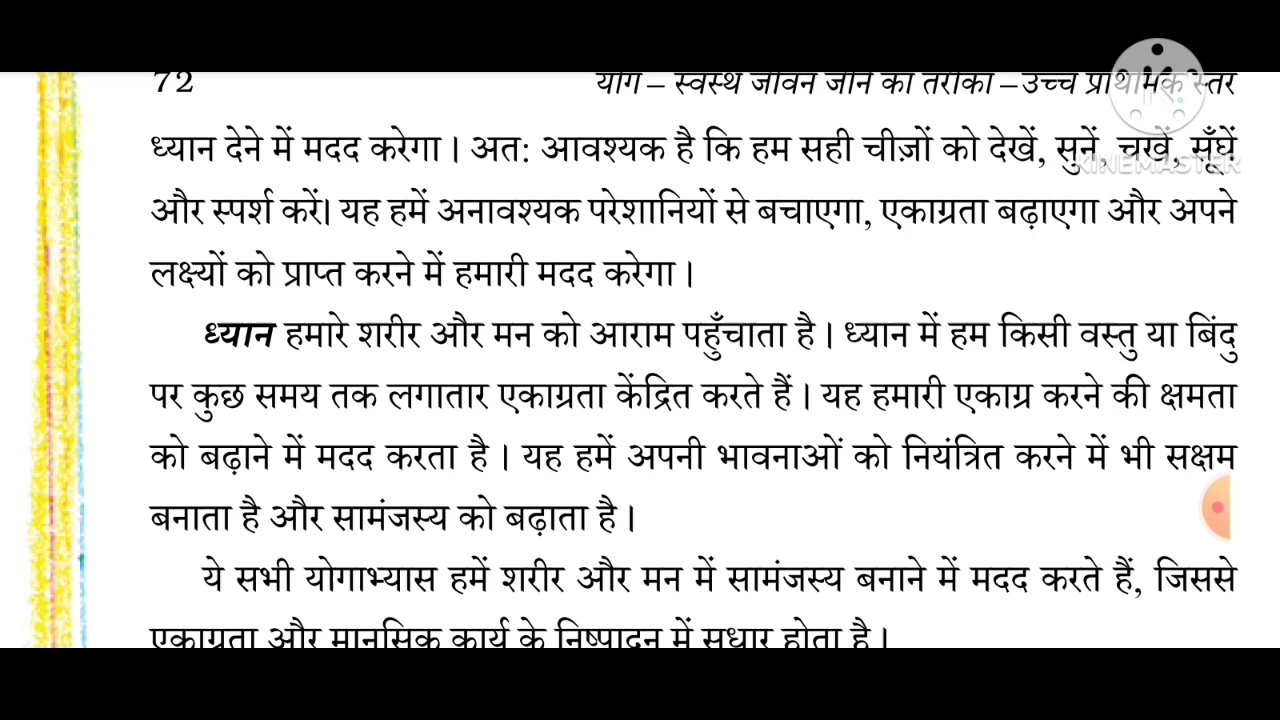 72 योग – स्वस्थ जीवन जीने का तरीका –उच्च प्राथमिक स्तर
KINEMASTER
ध्यान देने में मदद करेगा। अत: आवश्यक है कि हम सही चीज़ों को देखें, सुनें, चखें, सूँघें
और स्पर्श करें। यह हमें अनावश्यक परेशानियों से बचाएगा, एकाग्रता बढ़ाएगा और अपने
लक्ष्यों को प्राप्त करने में हमारी मदद करेगा।
ध्यान हमारे शरीर और मन को आराम पहुँचाता है। ध्यान में हम किसी वस्तु या बिंदु
पर कुछ समय तक लगातार एकाग्रता केंद्रित करते हैं। यह हमारी एकाग्र करने की क्षमता
को बढ़ाने में मदद करता है। यह हमें अपनी भावनाओं को नियंत्रित करने में भी सक्षम
बनाता है और सामंजस्य को बढ़ाता है।
ये सभी योगाभ्यास हमें शरीर और मन में सामंजस्य बनाने में मदद करते हैं, जिससे
एकाग्रता और मानसिक कार्य के निष्पादन में सुधार होता है।